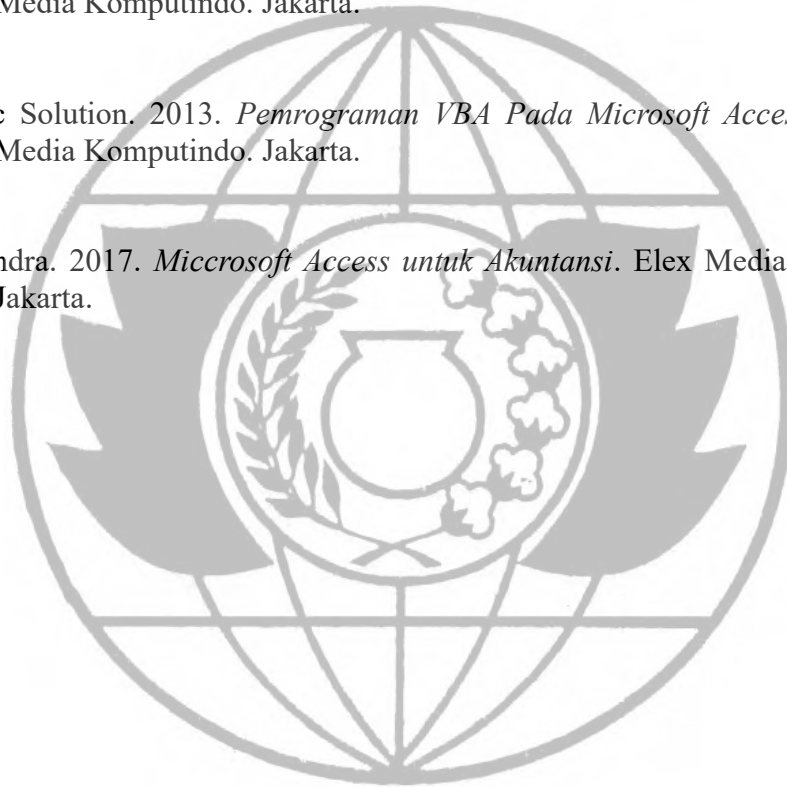 Media Komputindo. Jakarta.
Solution. 2013. Pemrograman VBA Pada Microsoft
Media Komputindo. Jakarta.
2017. Miccrosoft Access untuk Akuntansi. Elex Media
Jakarta.